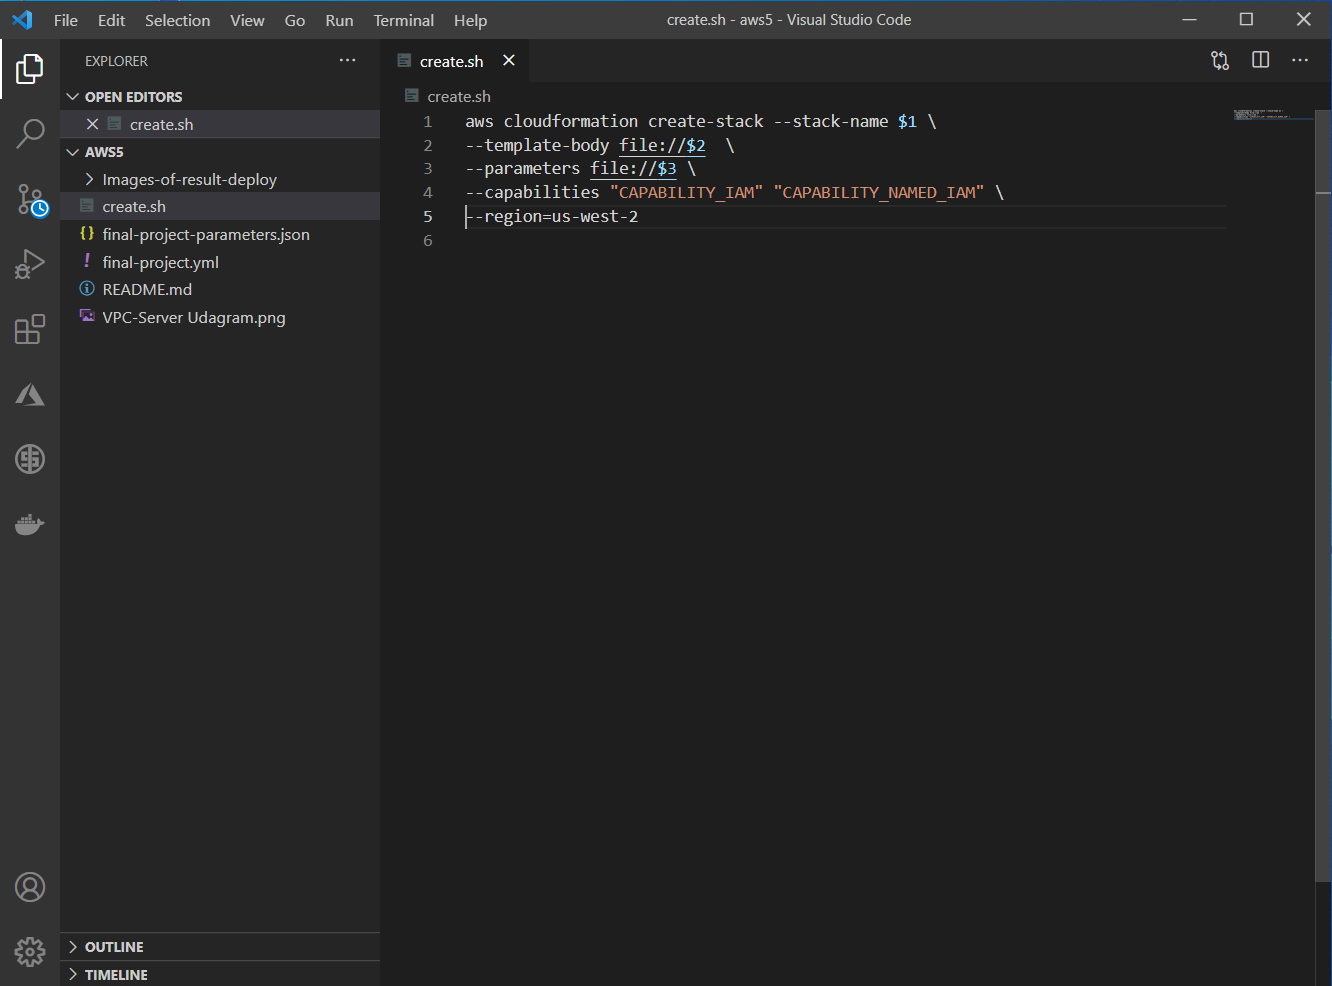 File Edit Selection View Go Run Terminal Help create.sh - aws5 - Visual Studio Code
EXPLORER
OPEN EDITORS
create.sh
AWS5
Images-of-result-deploy
create.sh
final-project-parameters.json
final-project.yml
README.md
VPC-Server Udagram.png
OUTLINE
TIMELINE
create.sh
create.sh
1 aws cloudformation create-stack --stack-name $1 \
2 --template-body file://$2  \
3 --parameters file://$3 \
4 --capabilities "CAPABILITY_IAM" "CAPABILITY_NAMED_IAM" \
5 --region=us-west-2
6